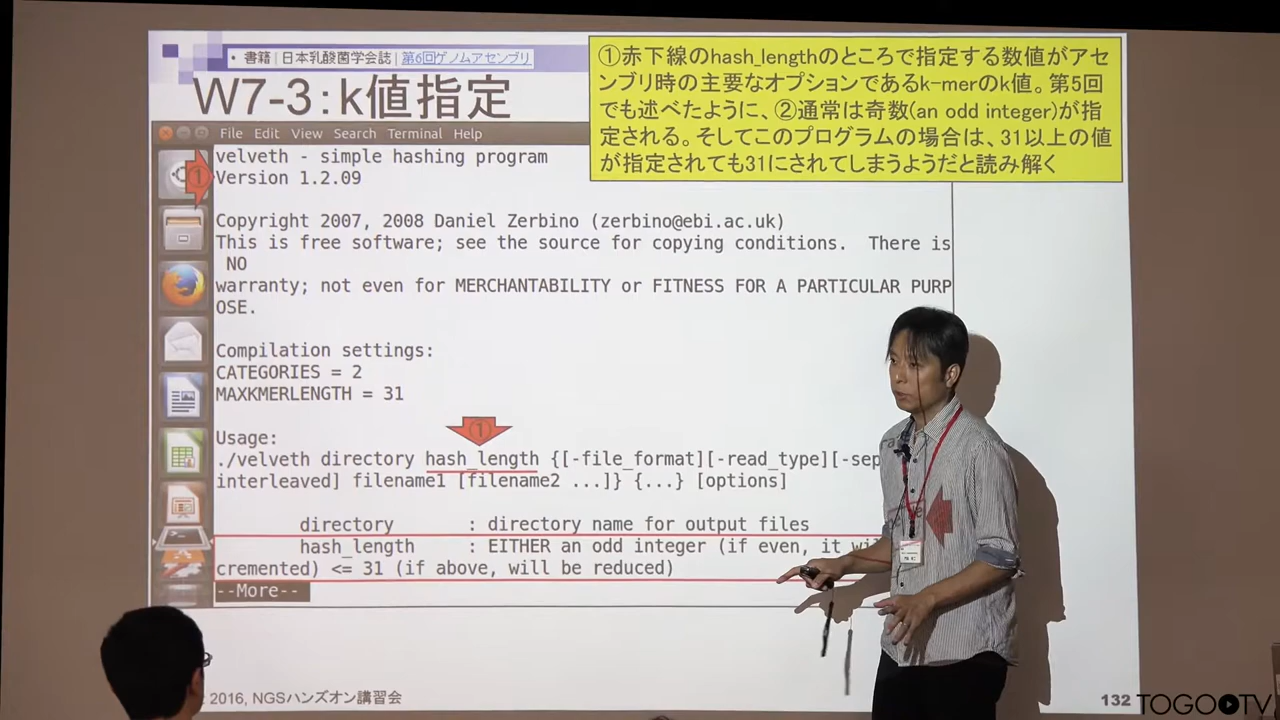 • 書籍 | 日本乳酸菌学会誌 | 第6回ゲノムアセンブリ
W7-3:k値指定
①赤下線のhash_lengthのところで指定する数値がアセ
ンブリ時の主要なオプションであるk-merのk値。第5回
でも述べたように、②通常は奇数(an odd integer)が指
定される。そしてこのプログラムの場合は、31以上の値
が指定されても31にされてしまうようだと読み解く
File Edit View Search Terminal Help
①
velveth - simple hashing program
Version 1.2.09
Copyright 2007, 2008 Daniel Zerbino (zerbino@ebi.ac.uk)
This is free software; see the source for copying conditions. There is
NO
warranty; not even for MERCHANTABILITY or FITNESS FOR A PARTICULAR PURP
OSE.
Compilation settings:
CATEGORIES = 2
MAXKMERLENGTH = 31
①
Usage:
./velveth directory hash_length {[-file_format][-read_type][-sep
interleaved] filename1 [filename2 ...]} {...} [options]
directory : directory name for output files
hash_length : EITHER an odd integer (if even, it wil
cremented) <= 31 (if above, will be reduced)
--More--
2016, NGSハンズオン講習会
132
TOGOTV